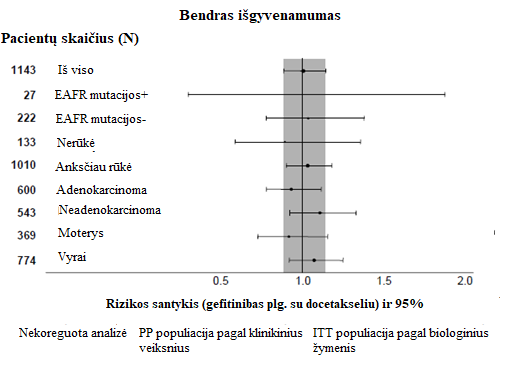 Bendras išgyvenamumas
Pacientų skaičius (N)
1143 Iš viso
27 EAFR mutacijos+
222 EAFR mutacijos-
133 Nerūkė
1010 Anksčiau rūkė
600 Adenokarcinoma
543 Neadenokarcinoma
369 Moterys
774 Vyrai
0.5 1.0 1.5 2.0
Rizikos santykis (gefitinibas plg. su docetakseliu) ir 95%
Nekoreguota analizė PP populiacija pagal klinikinius ITT populiacija pagal biologinius
veiksnius žymenis